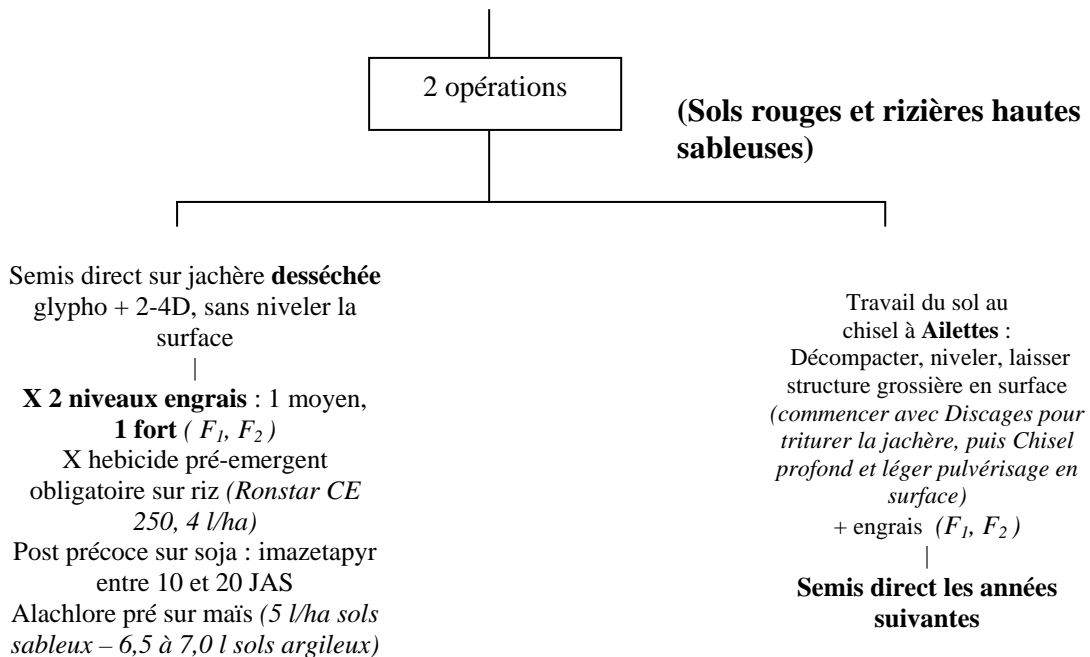 2 opérations
(Sols rouges et rizières hautes
sableuses)
Semis direct sur jachère desséchée
glypho + 2-4D, sans niveler la
surface
|
X 2 niveaux engrais : 1 moyen,
1 fort ( F1, F2 )
X hebicide pré-emergent
obligatoire sur riz (Ronstar CE
250, 4 l/ha)
Post précoce sur soja : imazetapyr
entre 10 et 20 JAS
Alachlore pré sur maïs (5 l/ha sols
sableux – 6,5 à 7,0 l sols argileux)
Travail du sol au
chisel à Ailettes :
Décompacter, niveler, laisser
structure grossière en surface
(commencer avec Discages pour
triturer la jachère, puis Chisel
profond et léger pulvérisage en
surface)
+ engrais (F1, F2 )
|
Semis direct les années
suivantes